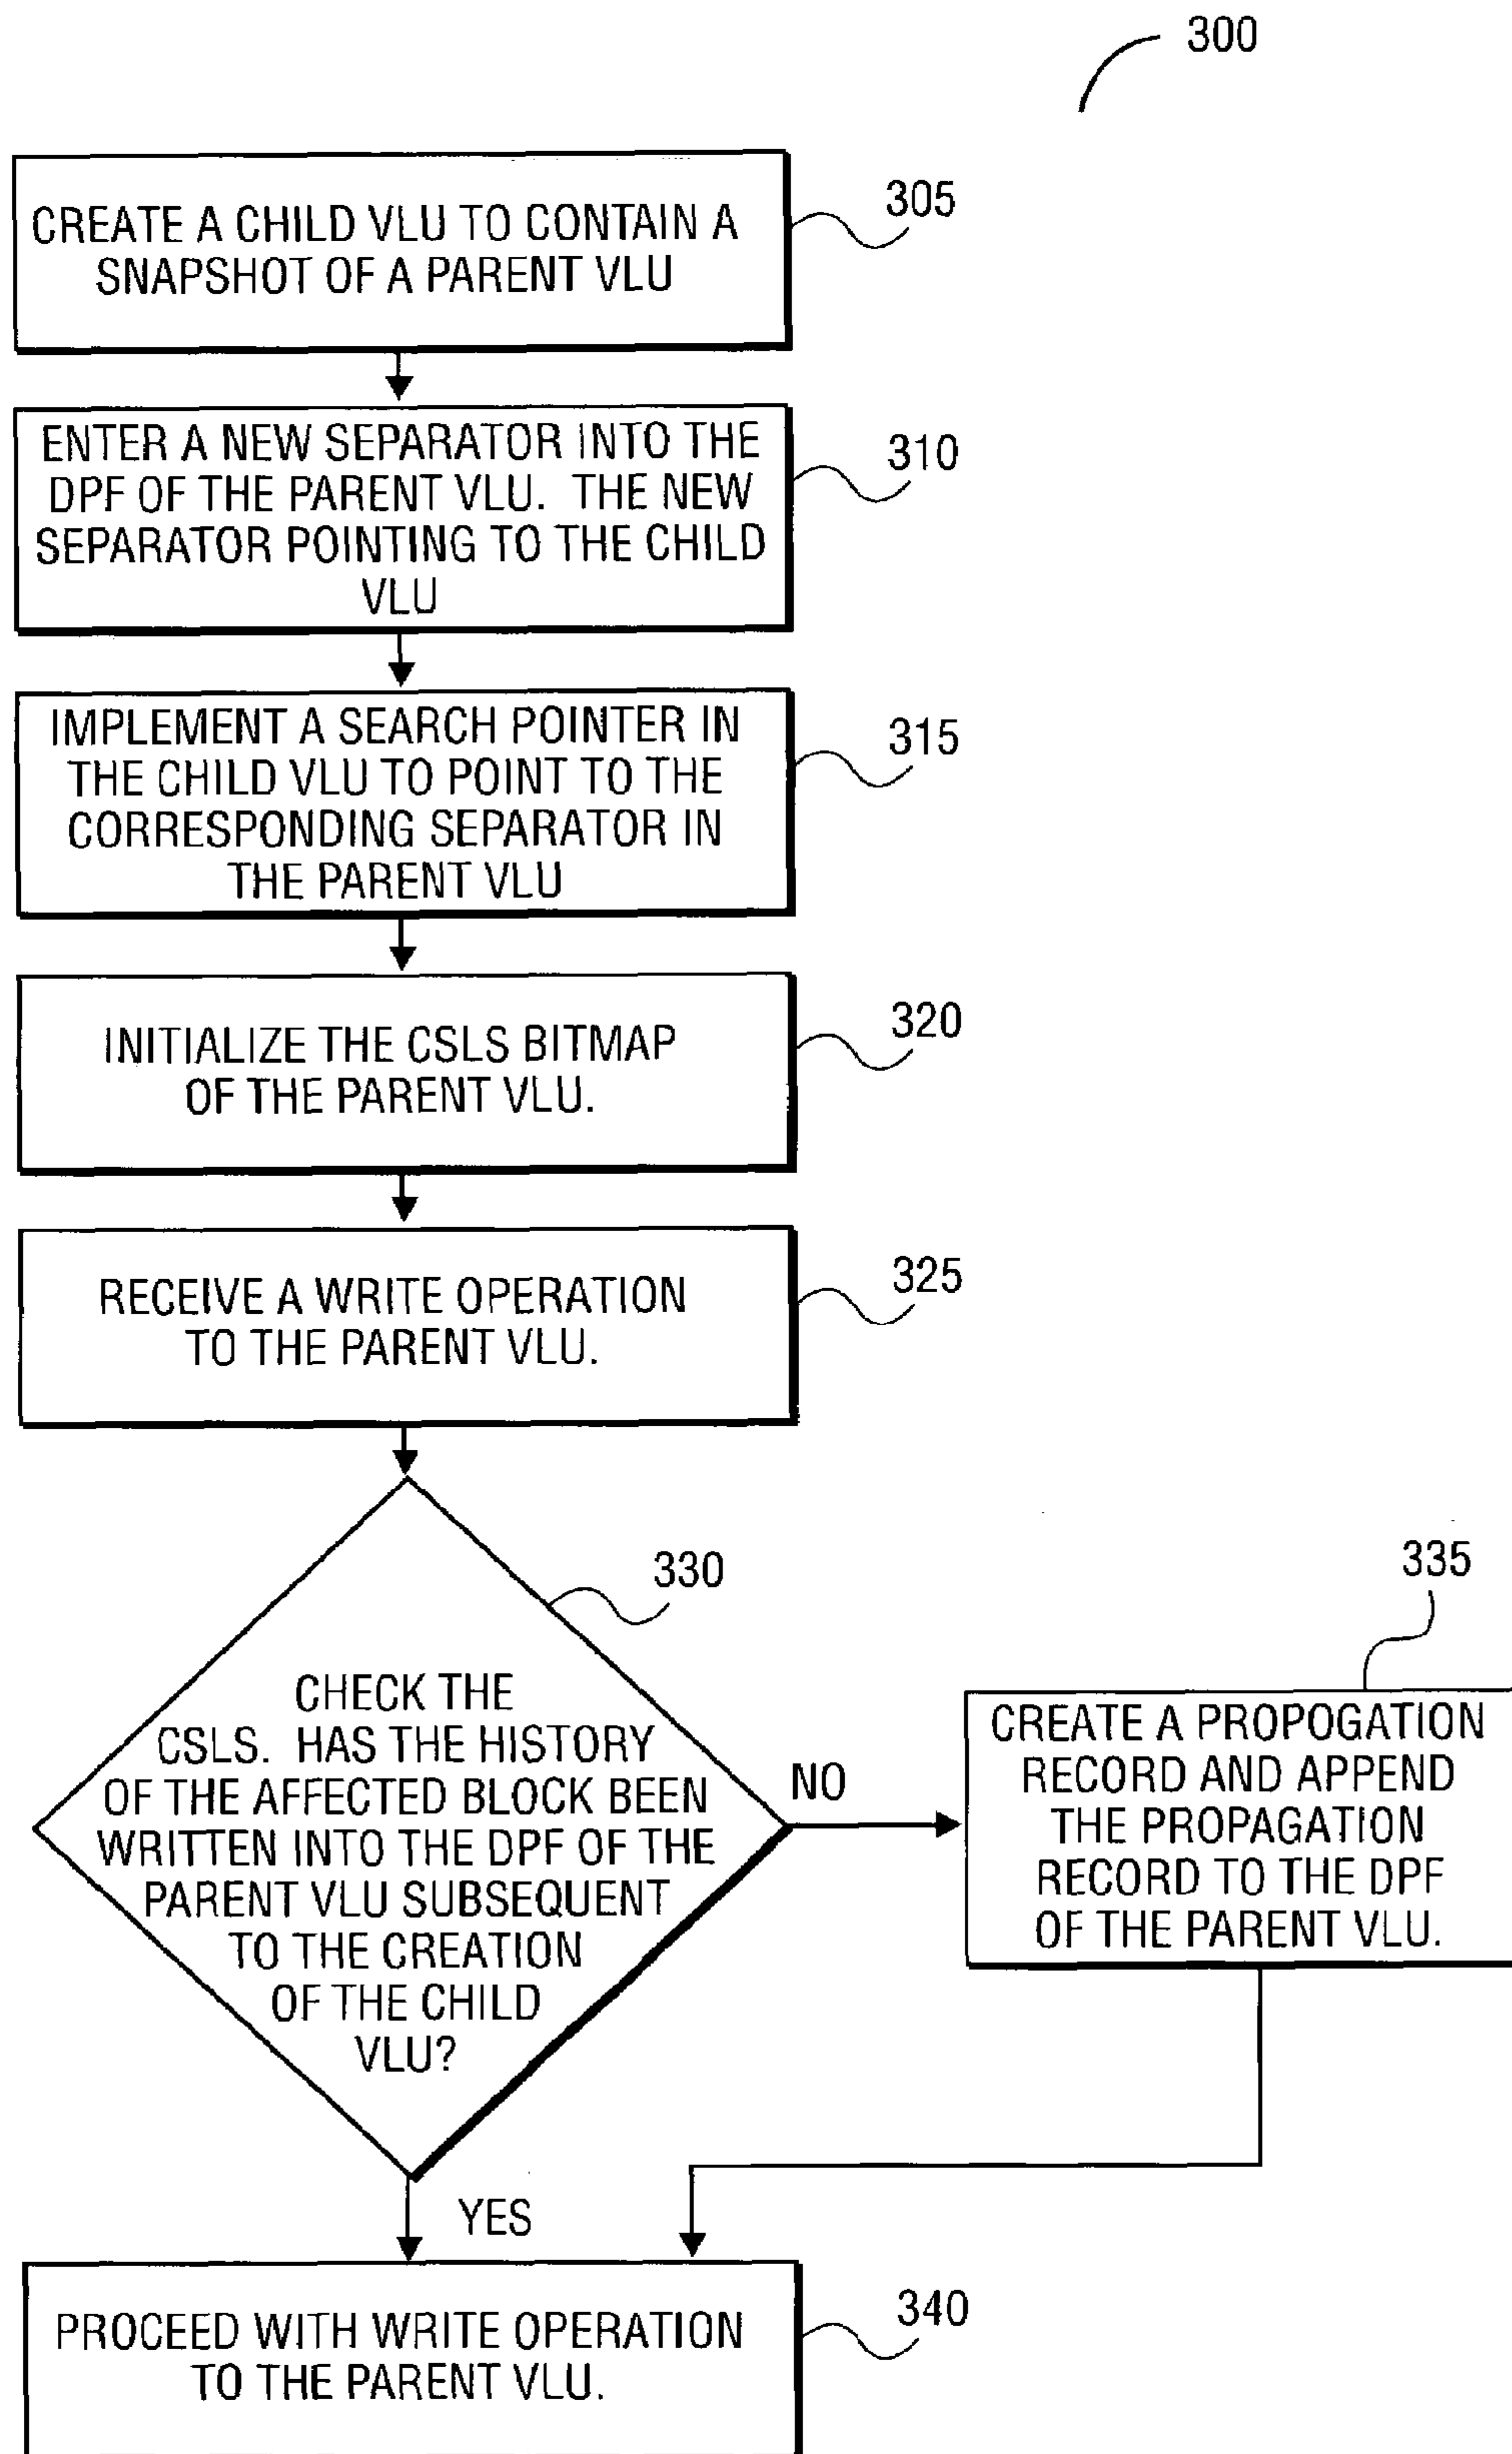 300
CREATE A CHILD VLU TO CONTAIN A
SNAPSHOT OF A PARENT VLU
305
ENTER A NEW SEPARATOR INTO THE
DPF OF THE PARENT VLU. THE NEW
SEPARATOR POINTING TO THE CHILD
VLU
310
IMPLEMENT A SEARCH POINTER IN
THE CHILD VLU TO POINT TO THE
CORRESPONDING SEPARATOR IN
THE PARENT VLU
315
INITIALIZE THE CSLS BITMAP
OF THE PARENT VLU.
320
RECEIVE A WRITE OPERATION
TO THE PARENT VLU.
325
CHECK THE
CSLS. HAS THE HISTORY
OF THE AFFECTED BLOCK BEEN
WRITTEN INTO THE DPF OF THE
PARENT VLU SUBSEQUENT
TO THE CREATION
OF THE CHILD
VLU?
330
NO
335
CREATE A PROPOGATION
RECORD AND APPEND
THE PROPAGATION
RECORD TO THE DPF
OF THE PARENT VLU.
YES
PROCEED WITH WRITE OPERATION
TO THE PARENT VLU.
340